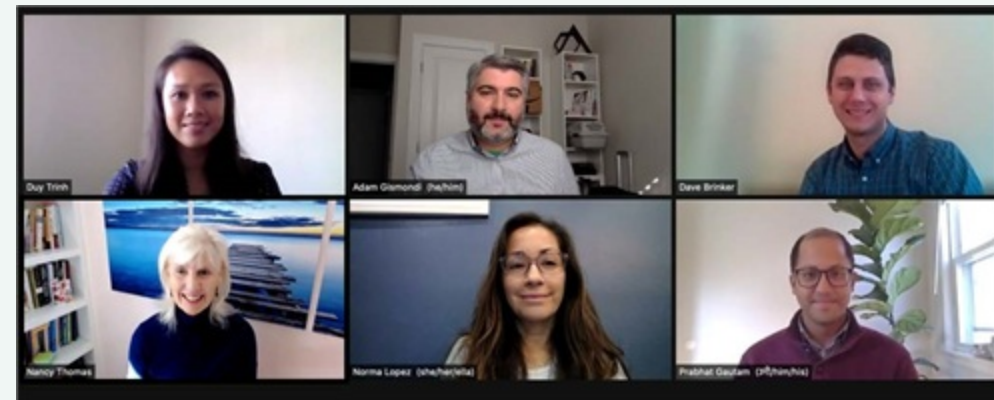 Duy Trinh
Adam Gismondi (he/him)
Dave Brinker
Nancy Thomas
Norma Lopez (she/her/ella)
Prabhat Gautam (/him/his)